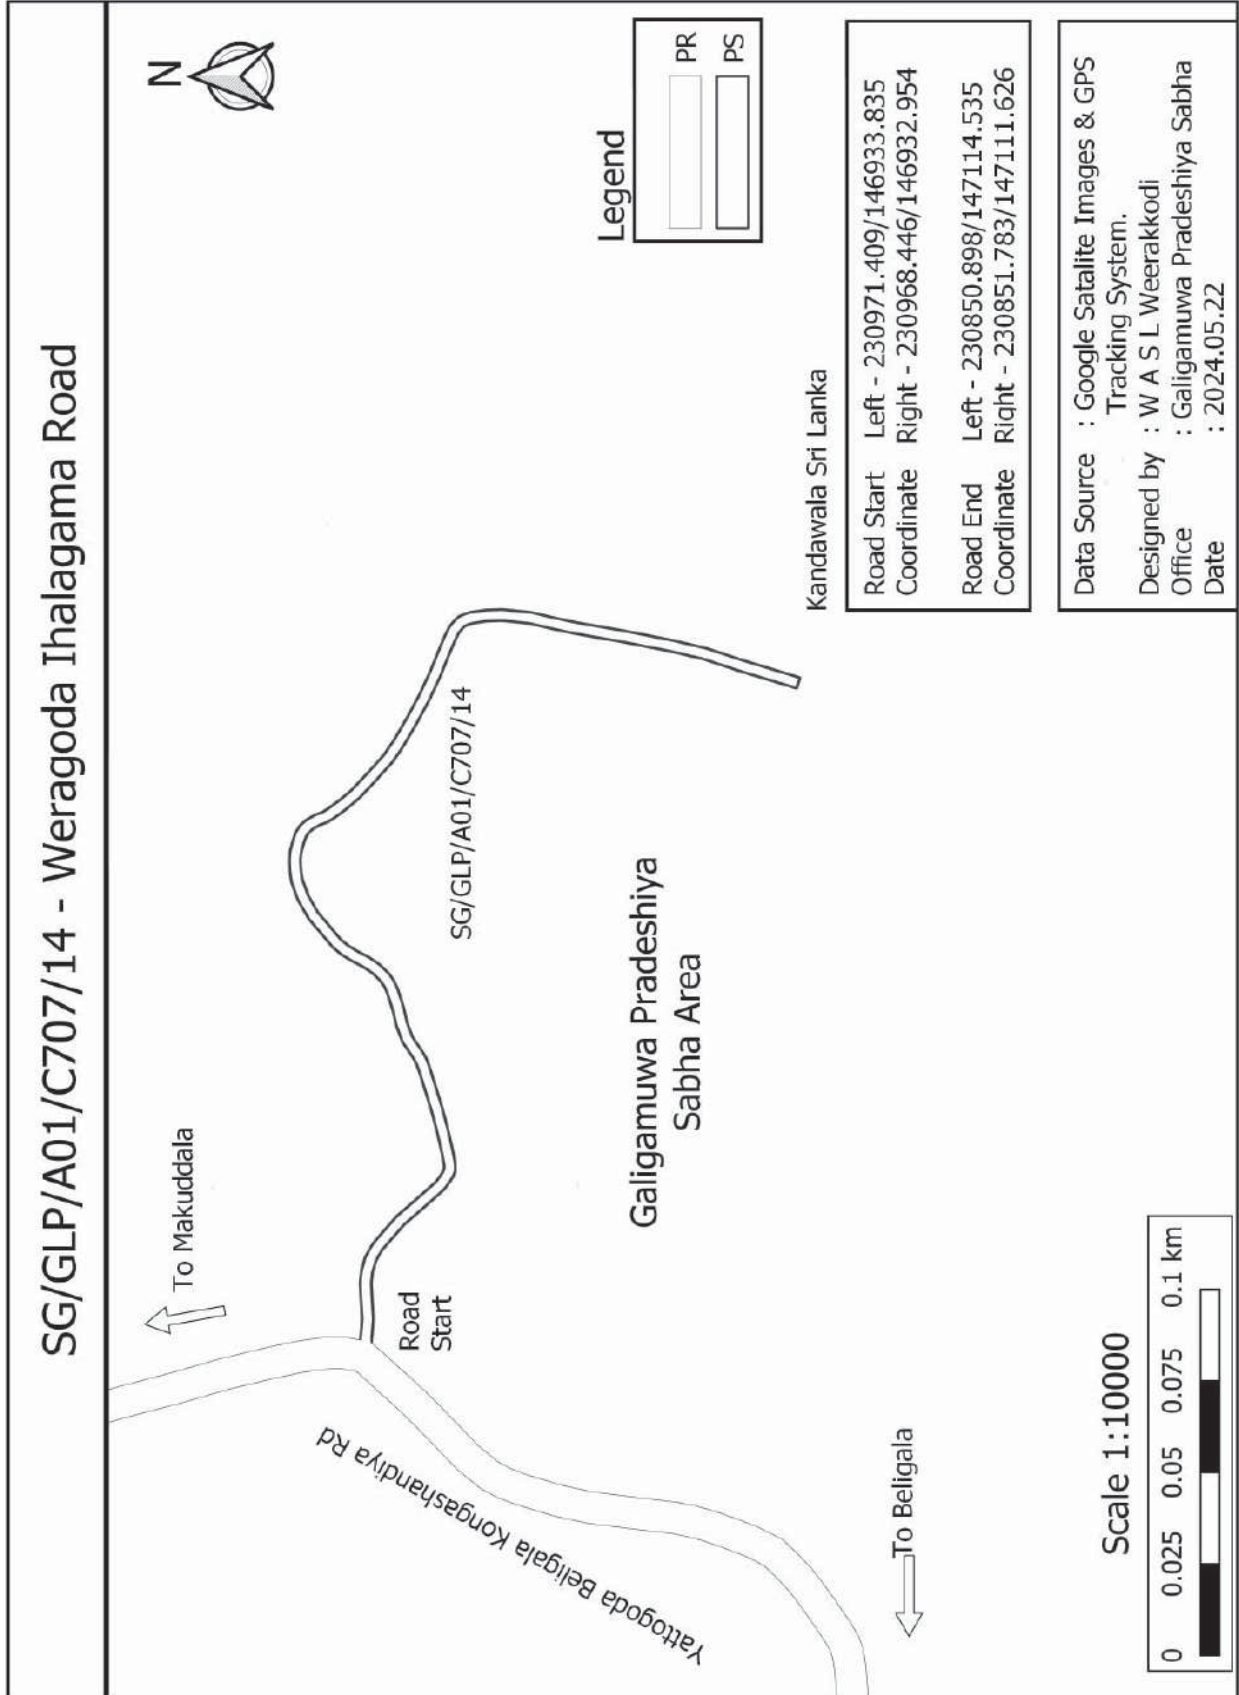 SG/GLP/A01/C707/14 - Weragoda Ihalagama Road
N
To Makuddala
Road
Start
Yattogoda Beligala Kongashandiya Rd
SG/GLP/A01/C707/14
Galigamuwa Pradeshiya
Sabha Area
To Beligala
Legend
PR
PS
Kandawala Sri Lanka
Road Start Left - 230971.409/146933.835
Coordinate Right - 230968.446/146932.954
Road End Left - 230850.898/147114.535
Coordinate Right - 230851.783/147111.626
Data Source : Google Satalite Images & GPS
Tracking System.
Designed by : W A S L Weerakkodi
Office : Galigamuwa Pradeshiya Sabha
Date : 2024.05.22
Scale 1:10000
0 0.025 0.05 0.075 0.1 km